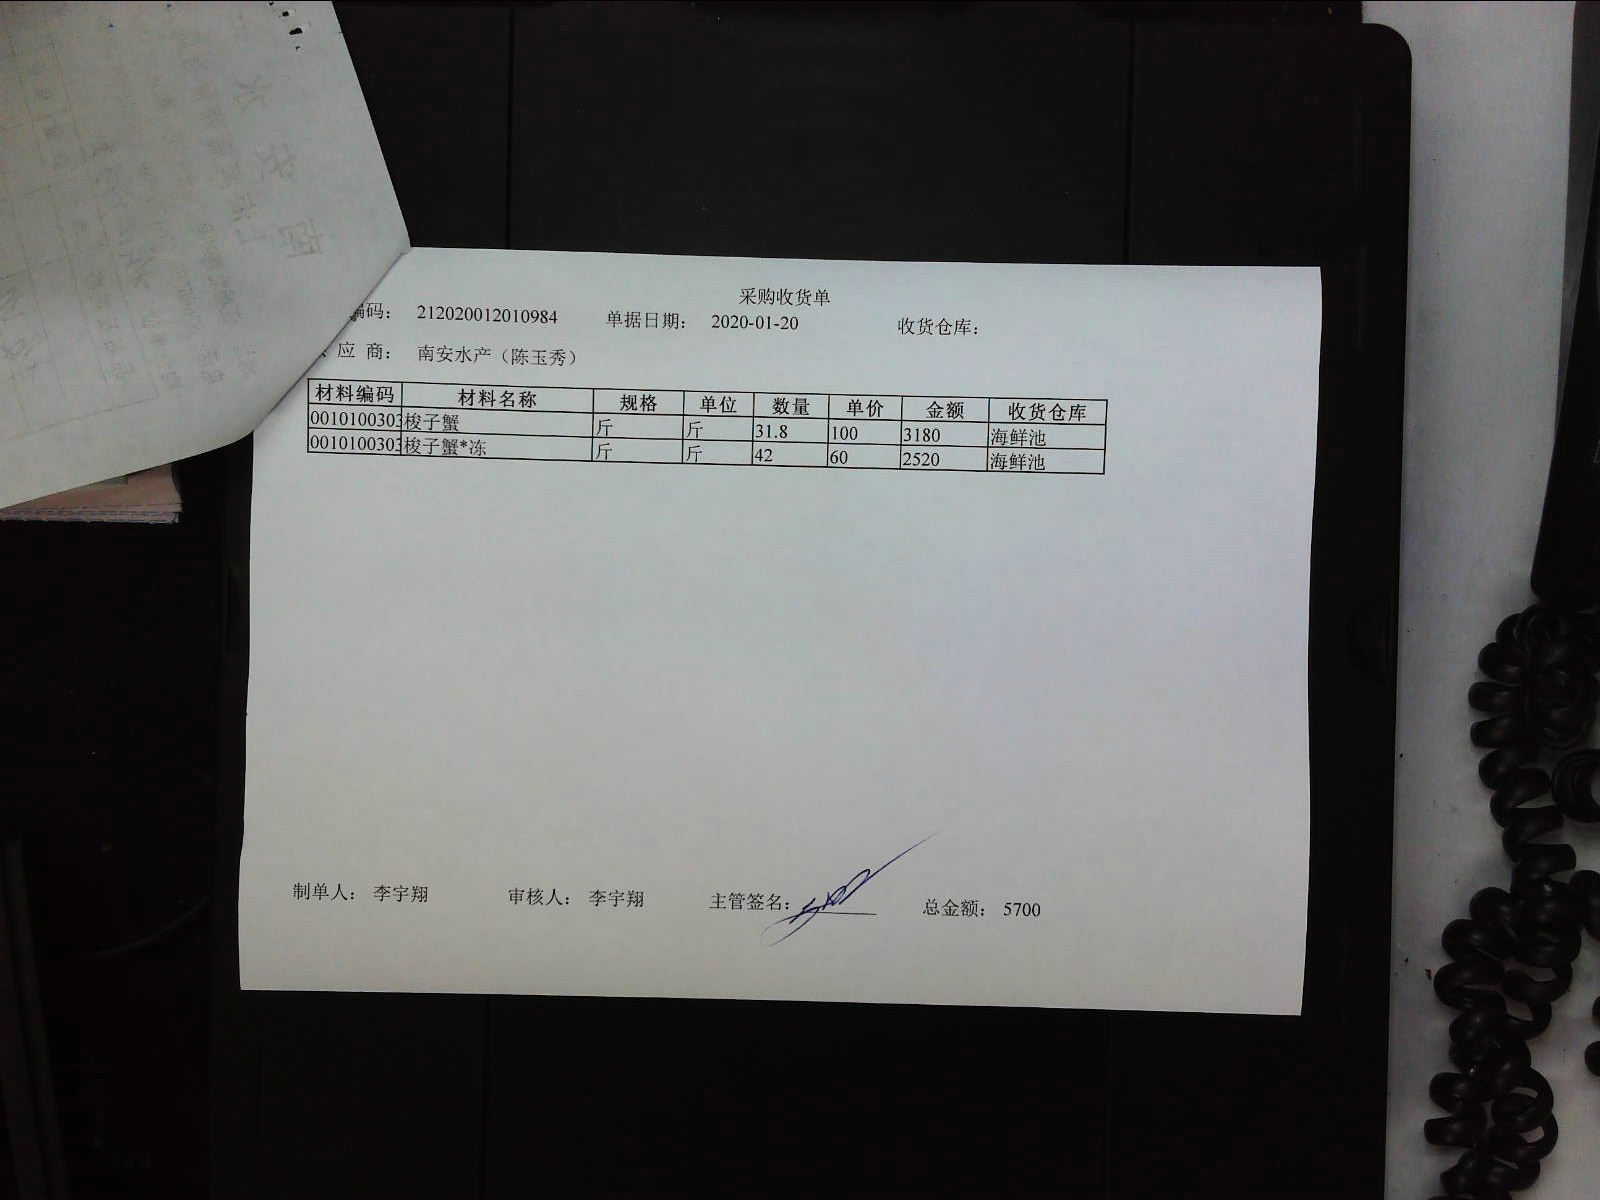 采购收货单
编码： 212020012010984 单据日期： 2020-01-20 收货仓库：
应 商： 南安水产（陈玉秀）
材料编码 材料名称 规格 单位 数量 单价 金额 收货仓库
0010100303 梭子蟹 斤 斤 31.8 100 3180 海鲜池
0010100303 梭子蟹*冻 斤 斤 42 60 2520 海鲜池
制单人： 李宇翔 审核人： 李宇翔 主管签名： 总金额： 5700